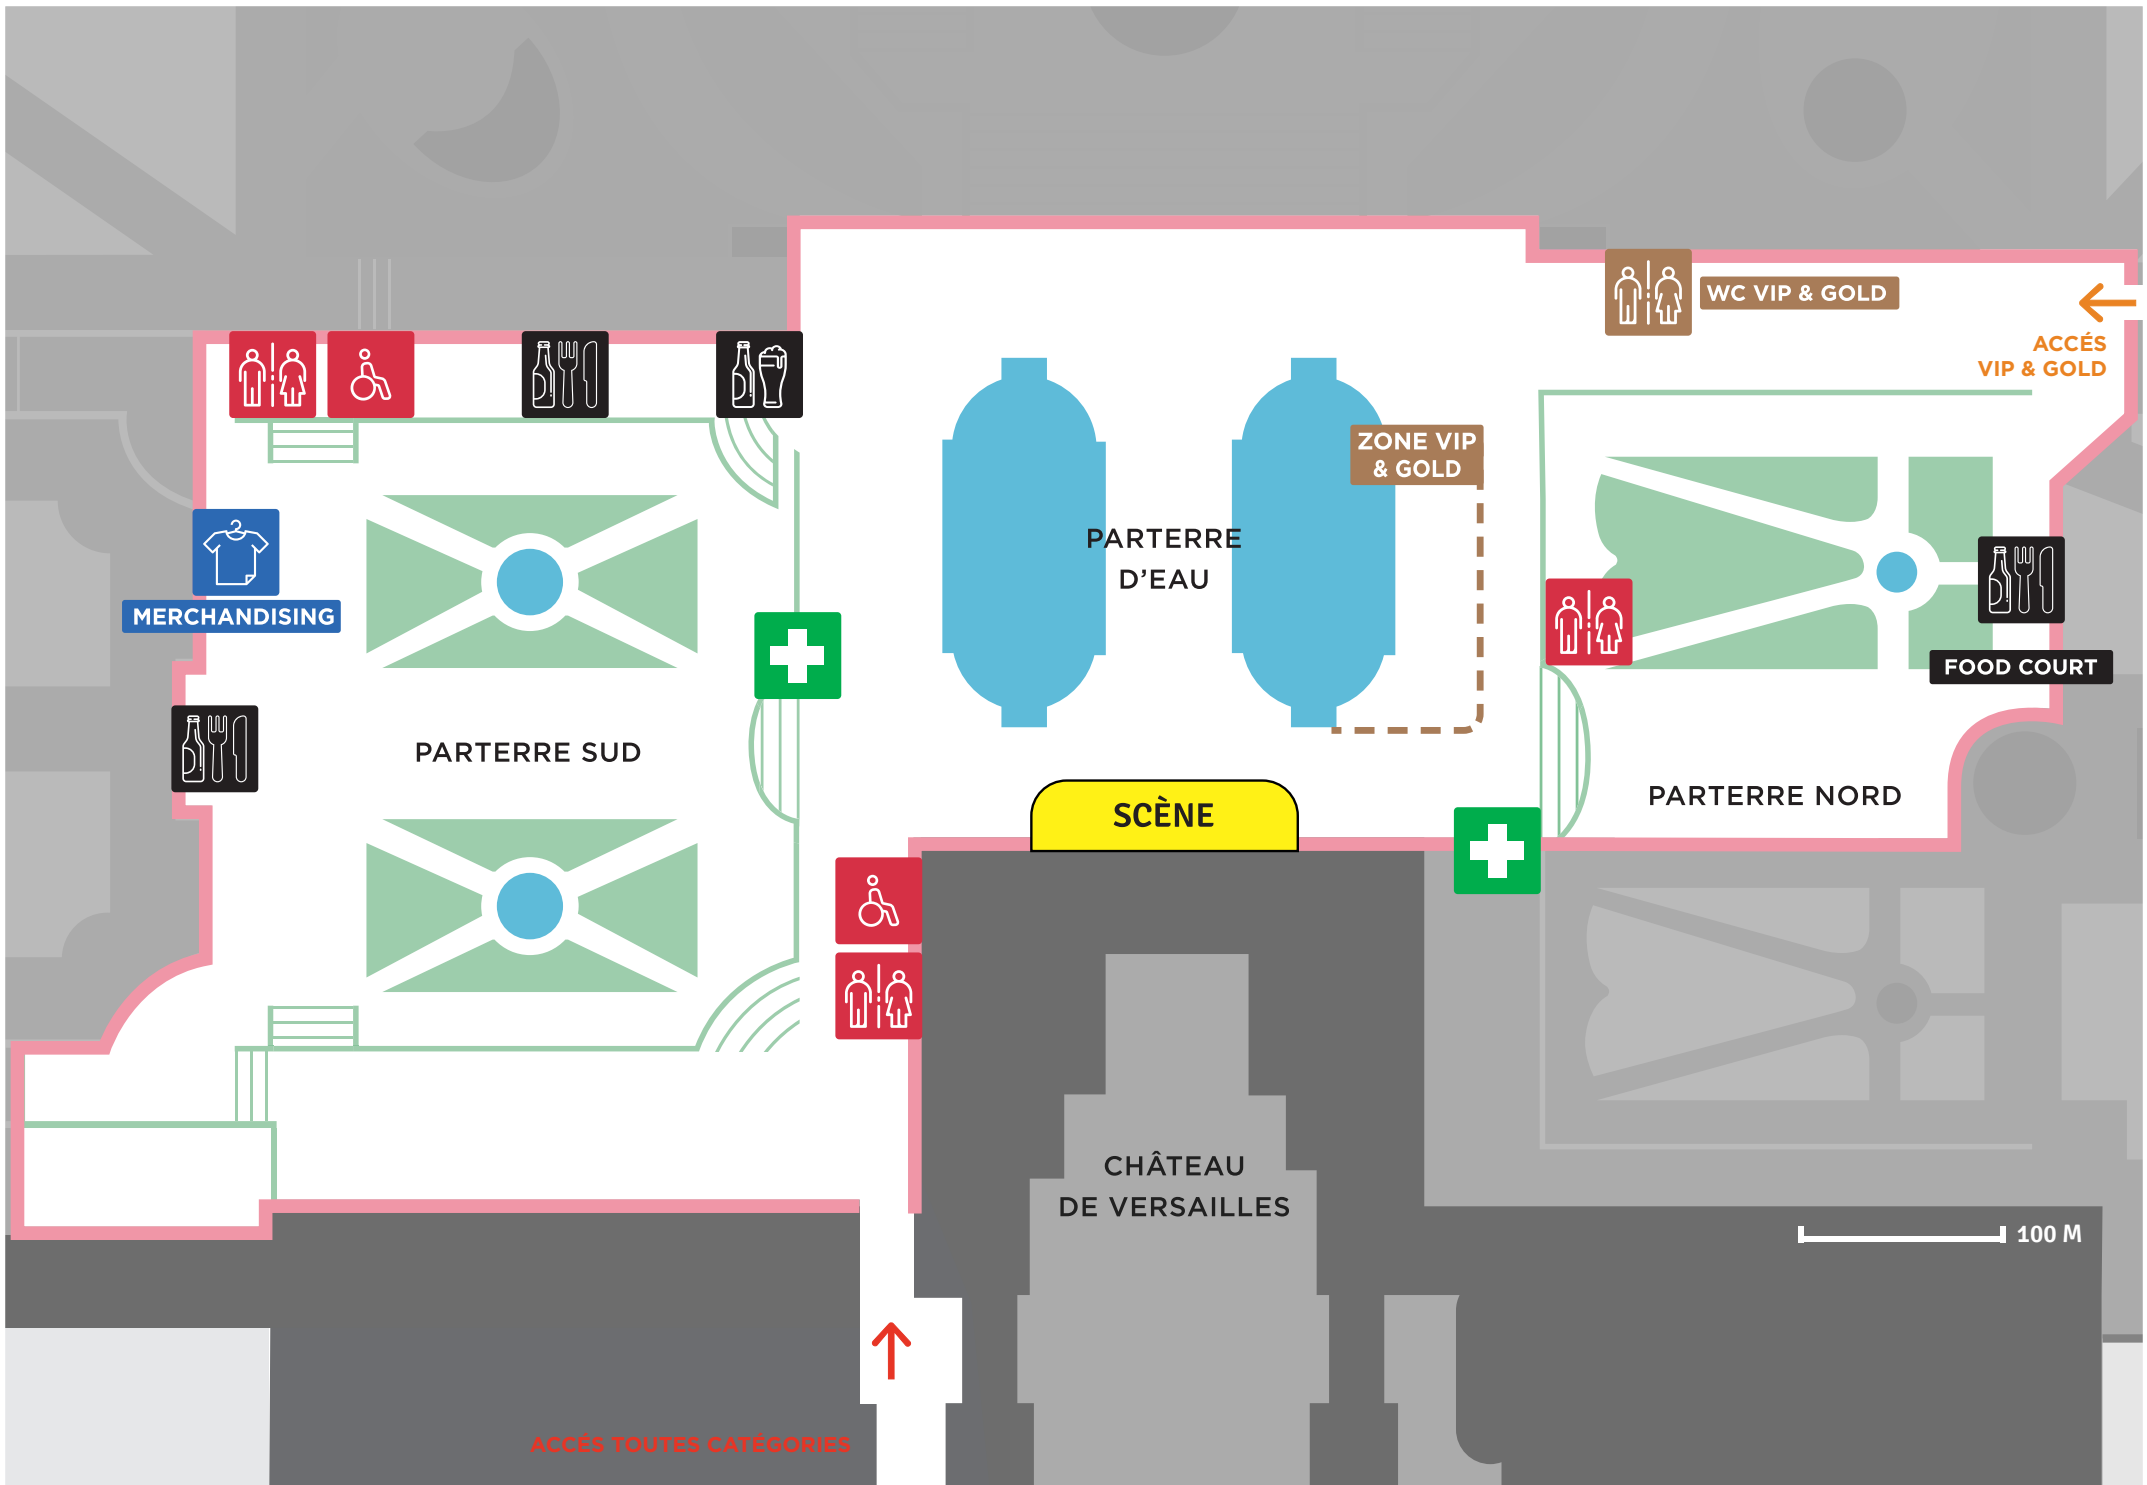 WC VIP & GOLD
ACCÉS
VIP & GOLD
ZONE VIP
& GOLD
PARTERRE
D’EAU
MERCHANDISING
FOOD COURT
PARTERRE SUD
PARTERRE NORD
SCÈNE
CHÂTEAU
DE VERSAILLES
100 M
ACCÉS TOUTES CATÉGORIES